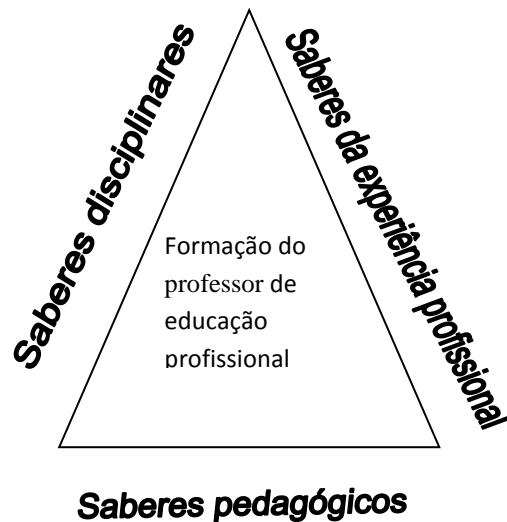 Saberes disciplinares
Saberes da experiência profissional
Formação do
professor de
educação
profissional
Saberes pedagógicos